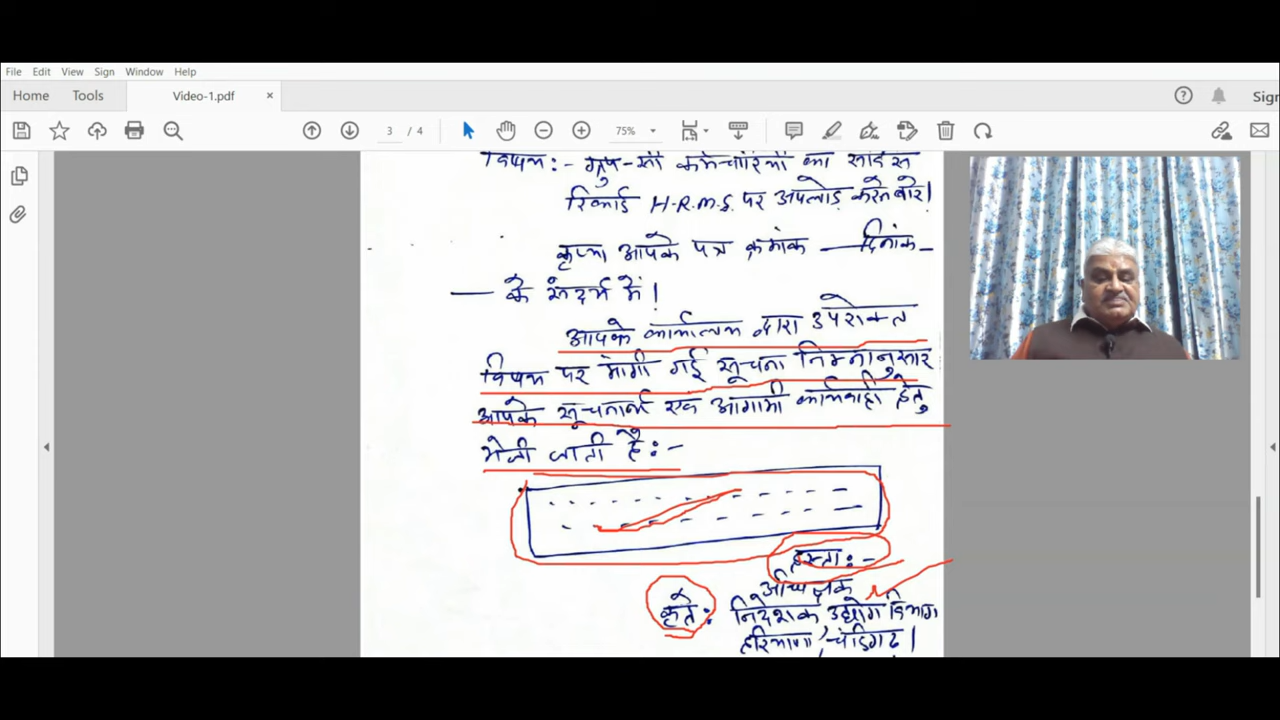 File Edit View Sign Window Help
Home Tools Video-1.pdf × Sign
3 / 4 75%
विषय:- ग्रुप-सी कर्मचारियों का सर्विस
रिकार्ड H.R.M.S. पर अपलोड करने बारे।
कृप्या आपके पत्र क्रमांक — दिनांक —
— के संदर्भ में।
आपके कार्यालय द्वारा उपरोक्त
विषय पर मांगी गई सूचना निम्नानुसार
आपके सूचनार्थ एवं आगामी कार्यवाही हेतु
भेजी जाती है:-
हस्ता:-
अधीक्षक
कृते: निदेशक उद्योग विभाग
हरियाणा, चंडीगढ।